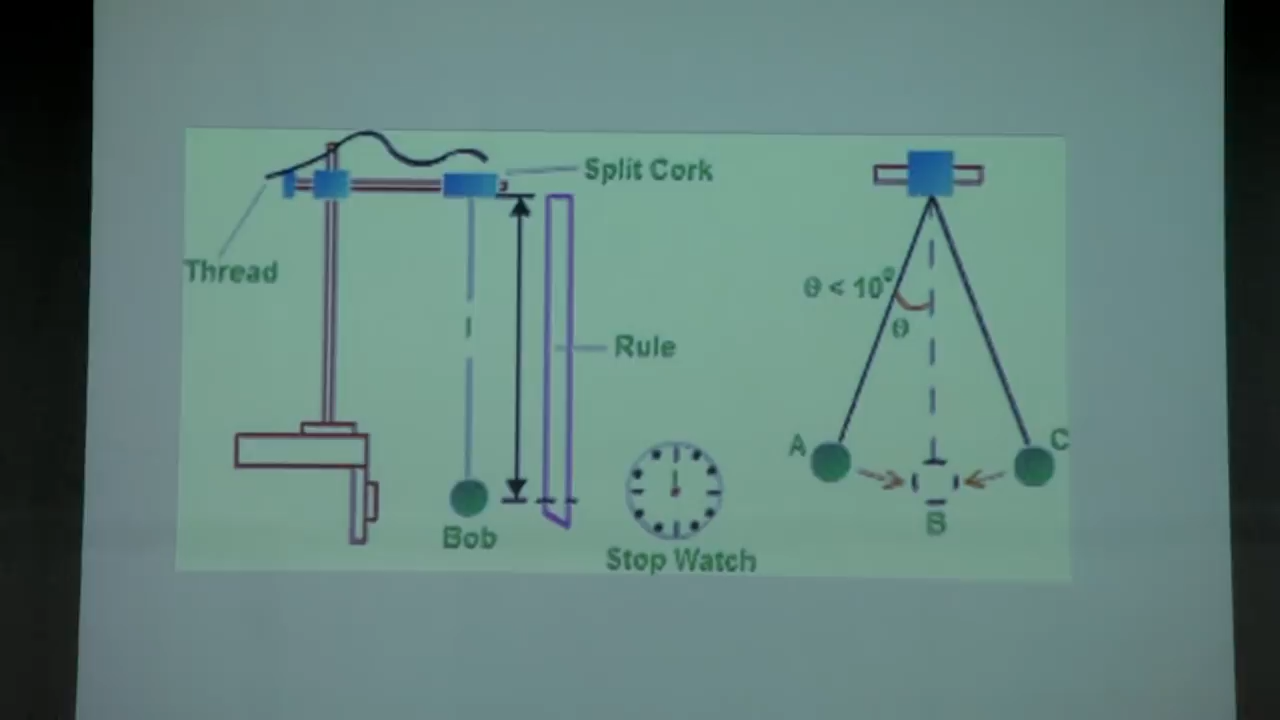 Split Cork
Thread
Rule
Bob
Stop Watch
Θ < 10°
Θ
A
C
B